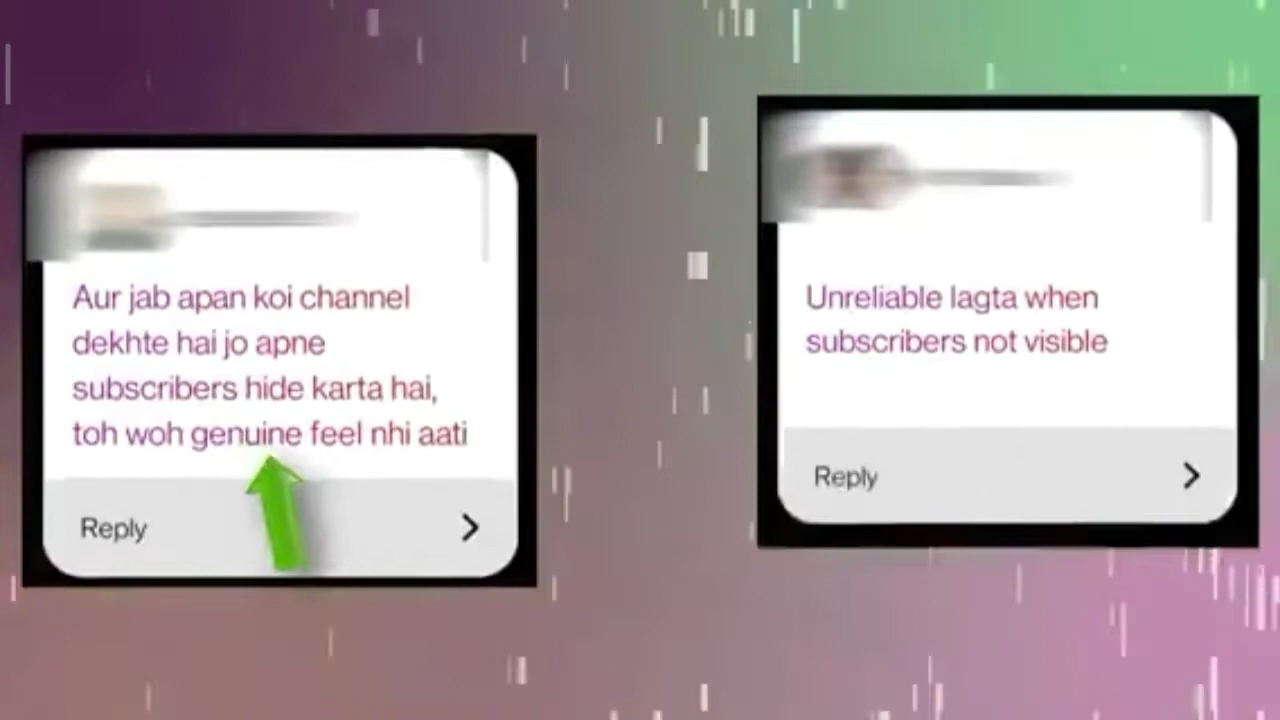 Aur jab apan koi channel
dekhte hai jo apne
subscribers hide karta hai,
toh woh genuine feel nhi aati
Reply
Unreliable lagta when
subscribers not visible
Reply